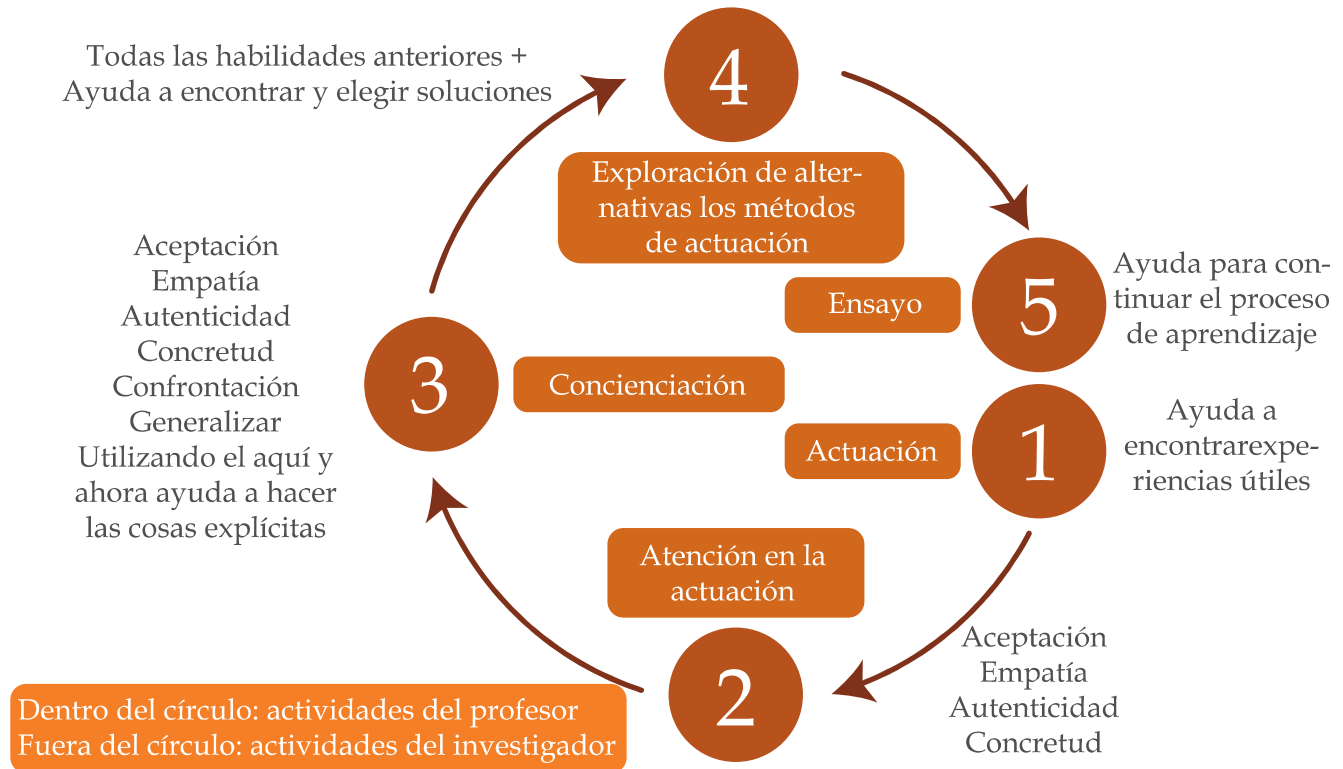 Todas las habilidades anteriores +
Ayuda a encontrar y elegir soluciones
4
Exploración de alter-
nativas los métodos
de actuación
Aceptación
Empatía
Autenticidad
Concretud
Confrontación
Generalizar
Utilizando el aquí y
ahora ayuda a hacer
las cosas explícitas
3
Concienciación
Ensayo
5
Ayuda para con-
tinuar el proceso
de aprendizaje
Actuación
1
Ayuda a
encontrarexpe-
riencias útiles
Atención en la
actuación
2
Aceptación
Empatía
Autenticidad
Concretud
Dentro del círculo: actividades del profesor
Fuera del círculo: actividades del investigador